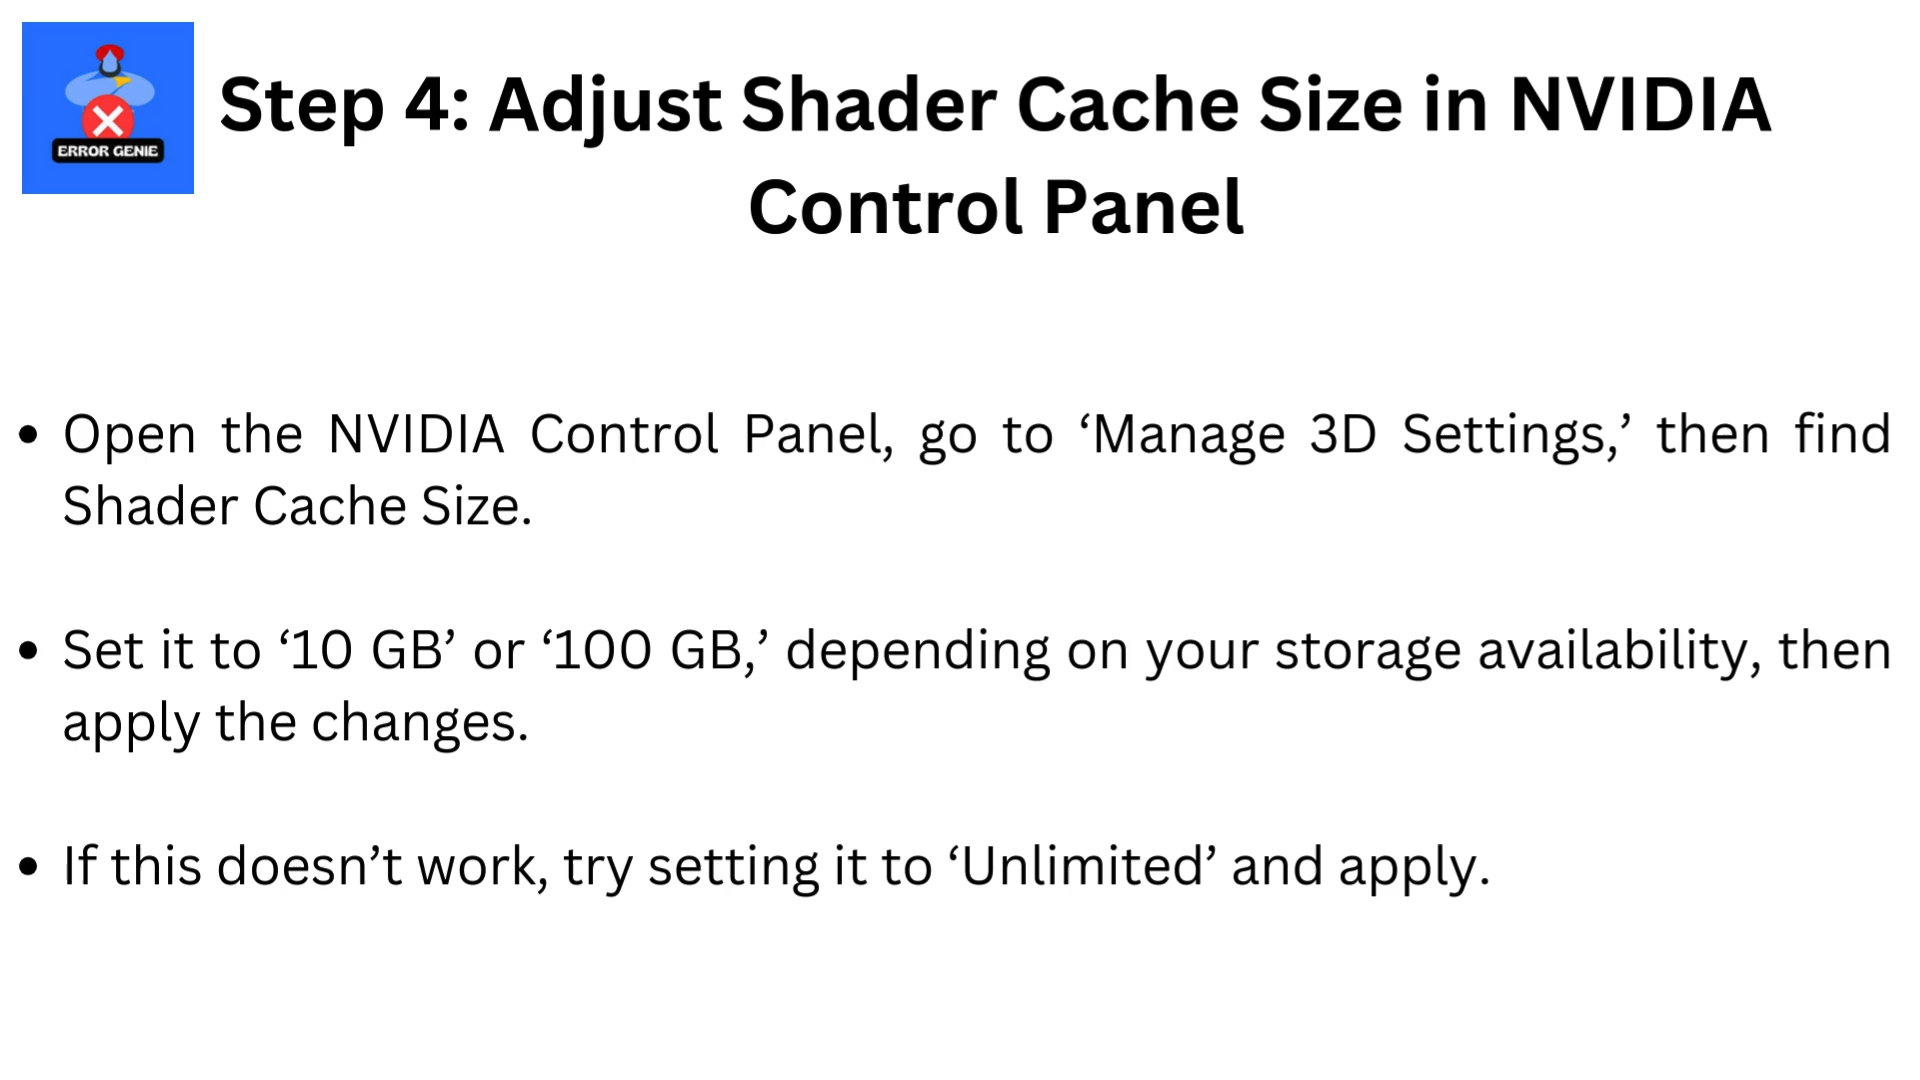 ERROR GENIE
Step 4: Adjust Shader Cache Size in NVIDIA
Control Panel
• Open the NVIDIA Control Panel, go to ‘Manage 3D Settings,’ then find
Shader Cache Size.
• Set it to ‘10 GB’ or ‘100 GB,’ depending on your storage availability, then
apply the changes.
• If this doesn’t work, try setting it to ‘Unlimited’ and apply.